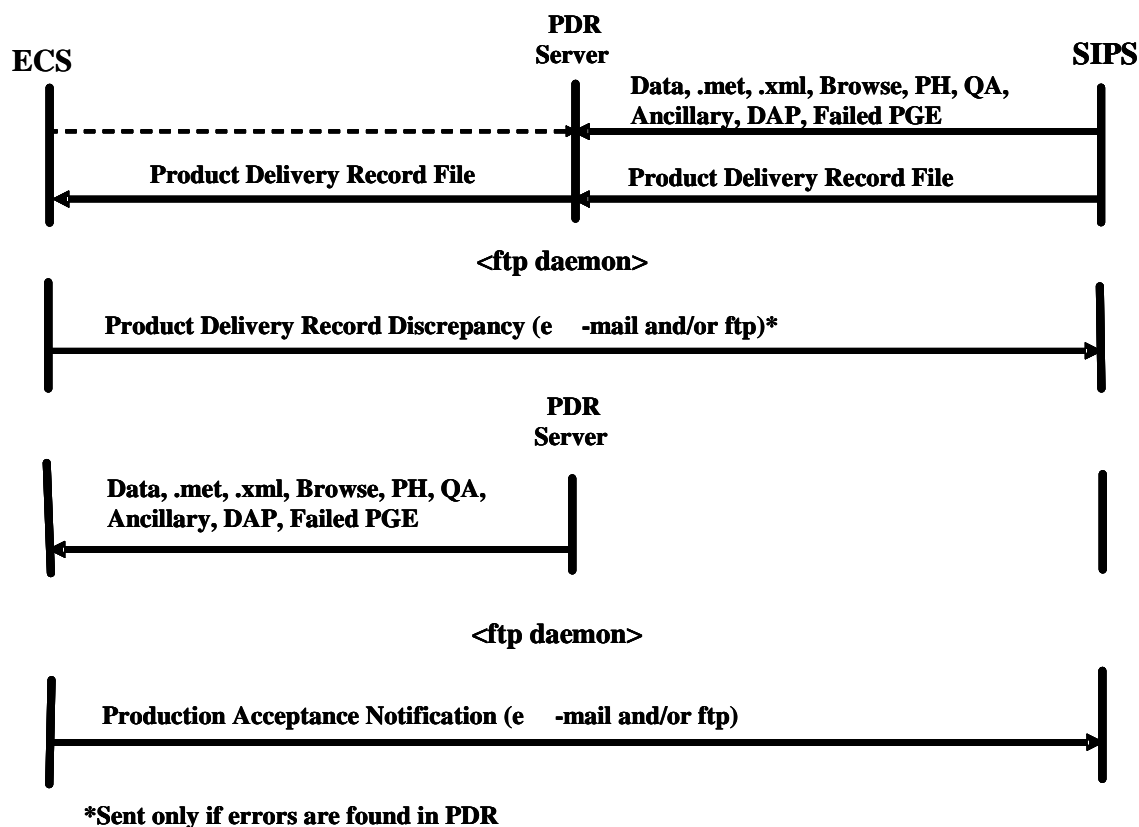 ECS
PDR
Server
SIPS
Data, .met, .xml, Browse, PH, QA,
Ancillary, DAP, Failed PGE
Product Delivery Record File
Product Delivery Record File
<ftp daemon>
Product Delivery Record Discrepancy (e -mail and/or ftp)*
PDR
Server
Data, .met, .xml, Browse, PH, QA,
Ancillary, DAP, Failed PGE
<ftp daemon>
Production Acceptance Notification (e -mail and/or ftp)
*Sent only if errors are found in PDR